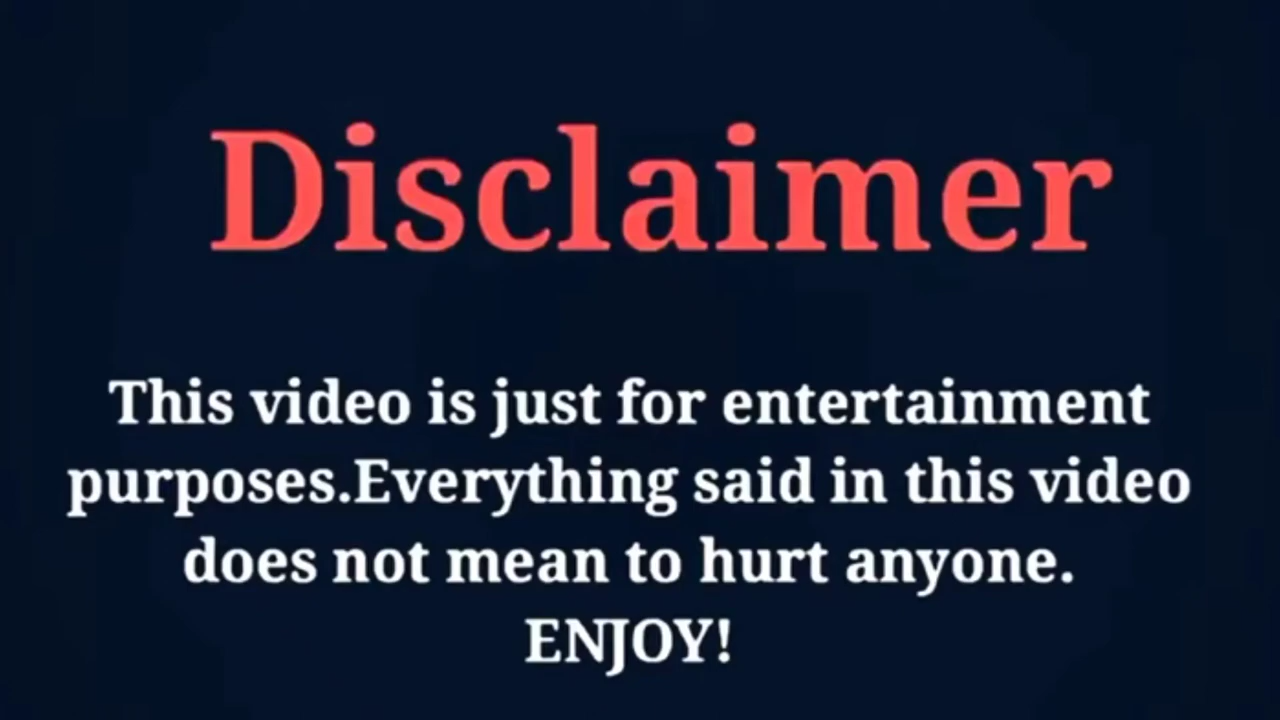 Disclaimer
This video is just for entertainment
purposes.Everything said in this video
does not mean to hurt anyone.
ENJOY!